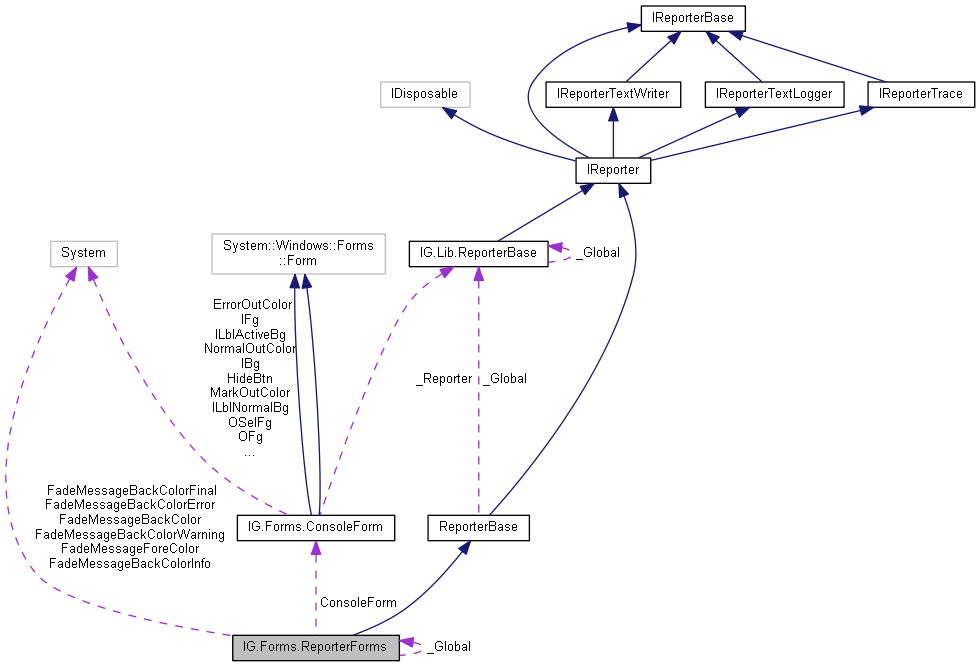 IReporterBase
IDisposable
IReporterTextWriter
IReporterTextLogger
IReporterTrace
IReporter
System
System::Windows::Forms
::Form
IG.Lib.ReporterBase
_Global
ErrorOutColor
IFg
ILblActiveBg
NormalOutColor
IBg
HideBtn
MarkOutColor
ILblNormalBg
OSelFg
OFg
...
_Reporter
_Global
FadeMessageBackColorFinal
FadeMessageBackColorError
FadeMessageBackColor
FadeMessageBackColorWarning
FadeMessageForeColor
FadeMessageBackColorInfo
IG.Forms.ConsoleForm
ReporterBase
ConsoleForm
IG.Forms.ReporterForms
_Global